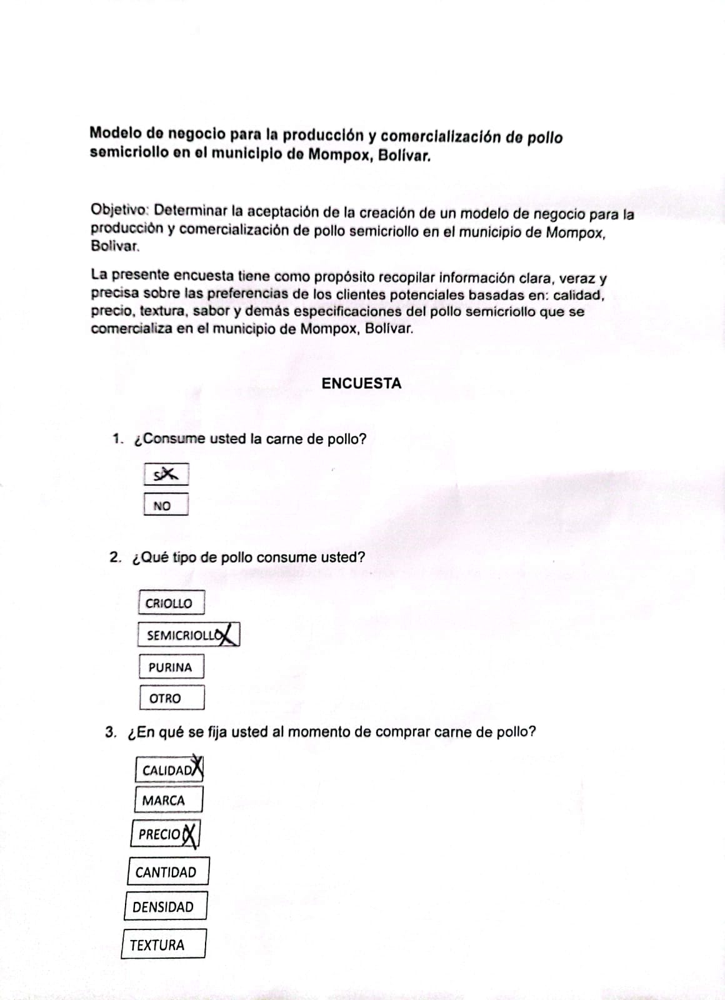 Modelo de negocio para la producción y comercialización de pollo
semicriollo en el municipio de Mompox, Bolívar.
Objetivo: Determinar la aceptación de la creación de un modelo de negocio para la
producción y comercialización de pollo semicriollo en el municipio de Mompox,
Bolivar.
La presente encuesta tiene como propósito recopilar información clara, veraz y
precisa sobre las preferencias de los clientes potenciales basadas en: calidad,
precio, textura, sabor y demás especificaciones del pollo semicriollo que se
comercializa en el municipio de Mompox, Bolívar.
ENCUESTA
1. ¿Consume usted la carne de pollo?
SI X
NO
2. ¿Qué tipo de pollo consume usted?
CRIOLLO
SEMICRIOLLO X
PURINA
OTRO
3. ¿En qué se fija usted al momento de comprar carne de pollo?
CALIDAD X
MARCA
PRECIO X
CANTIDAD
DENSIDAD
TEXTURA